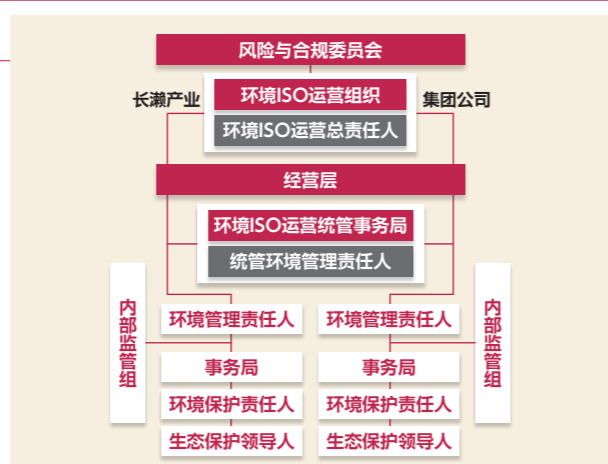 风险与合规委员会
长濑产业
环境ISO运营组织
集团公司
环境ISO运营总责任人
经营层
环境ISO运营统管事务局
统管环境管理责任人
内部监管组
环境管理责任人
环境管理责任人
内部监管组
事务局
事务局
环境保护责任人
环境保护责任人
生态保护领导人
生态保护领导人